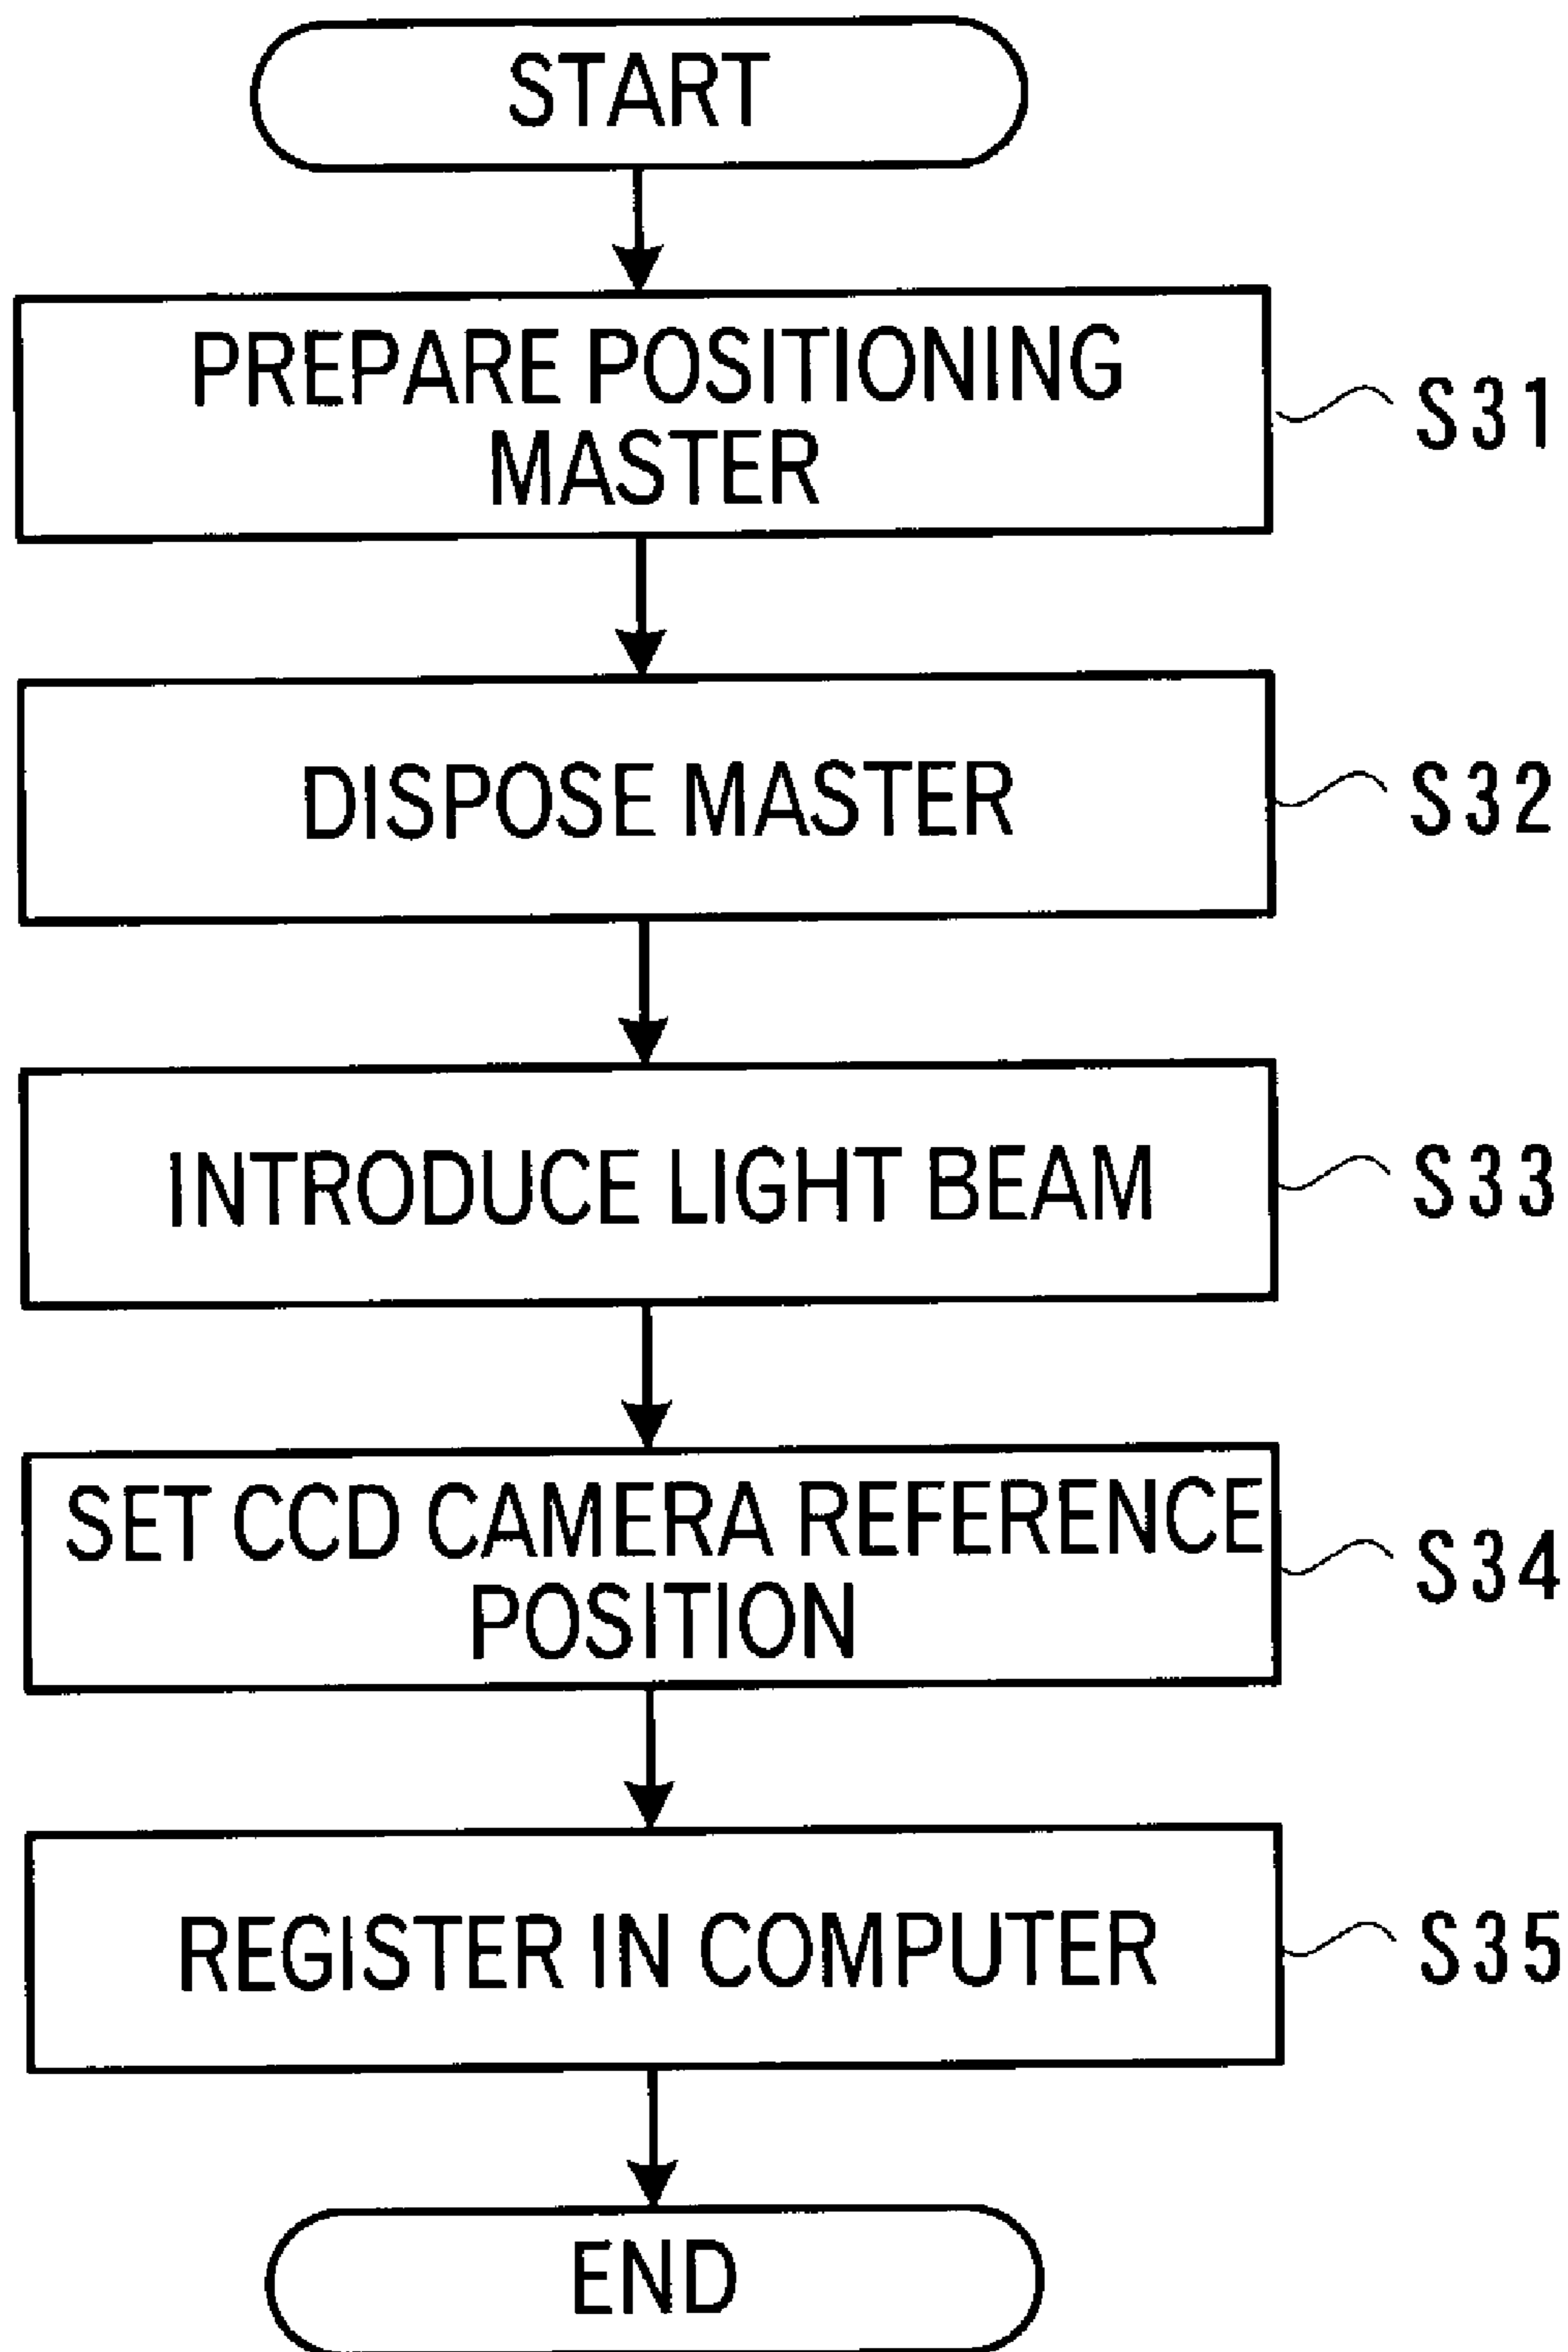 START
PREPARE POSITIONING
MASTER
S31
DISPOSE MASTER
S32
INTRODUCE LIGHT BEAM
S33
SET CCD CAMERA REFERENCE
POSITION
S34
REGISTER IN COMPUTER
S35
END